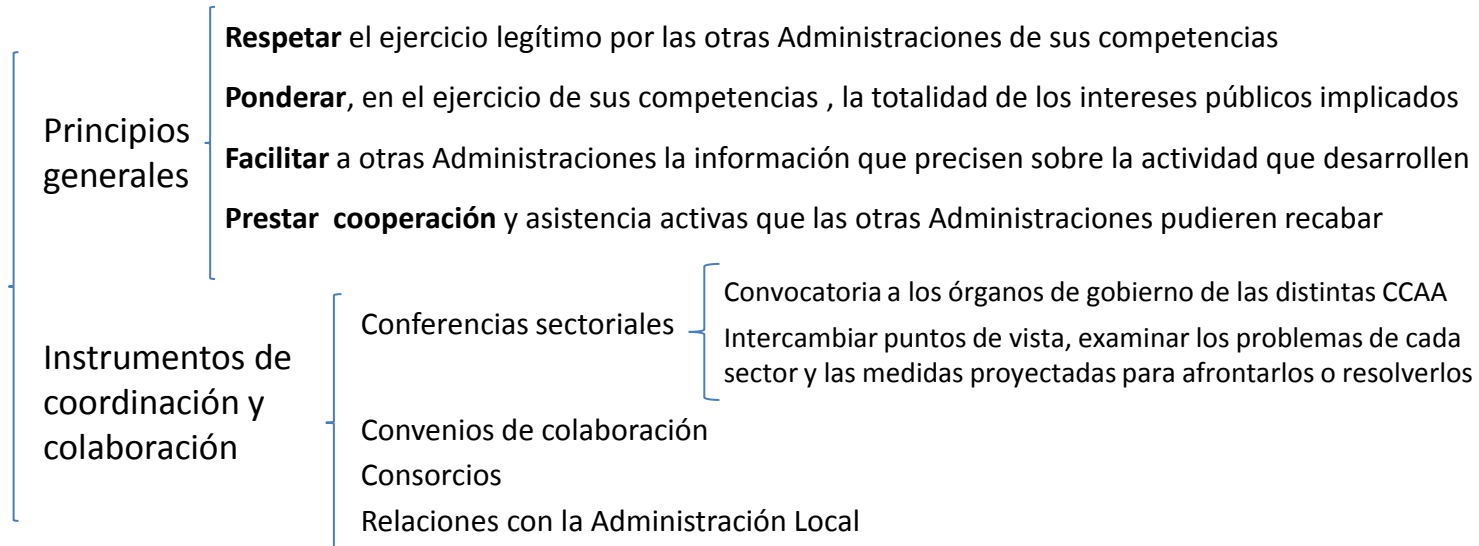 Respetar el ejercicio legítimo por las otras Administraciones de sus competencias
Ponderar, en el ejercicio de sus competencias , la totalidad de los intereses públicos implicados
Principios
generales
Facilitar a otras Administraciones la información que precisen sobre la actividad que desarrollen
Prestar cooperación y asistencia activas que las otras Administraciones pudieren recabar
Instrumentos de
coordinación y
colaboración
Conferencias sectoriales
Convocatoria a los órganos de gobierno de las distintas CCAA
Intercambiar puntos de vista, examinar los problemas de cada
sector y las medidas proyectadas para afrontarlos o resolverlos
Convenios de colaboración
Consorcios
Relaciones con la Administración Local